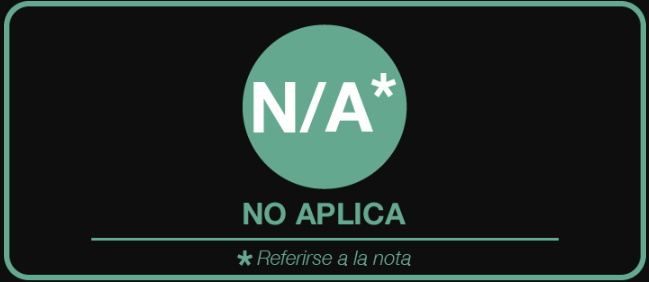 N/A*
NO APLICA
* Referirse a la nota